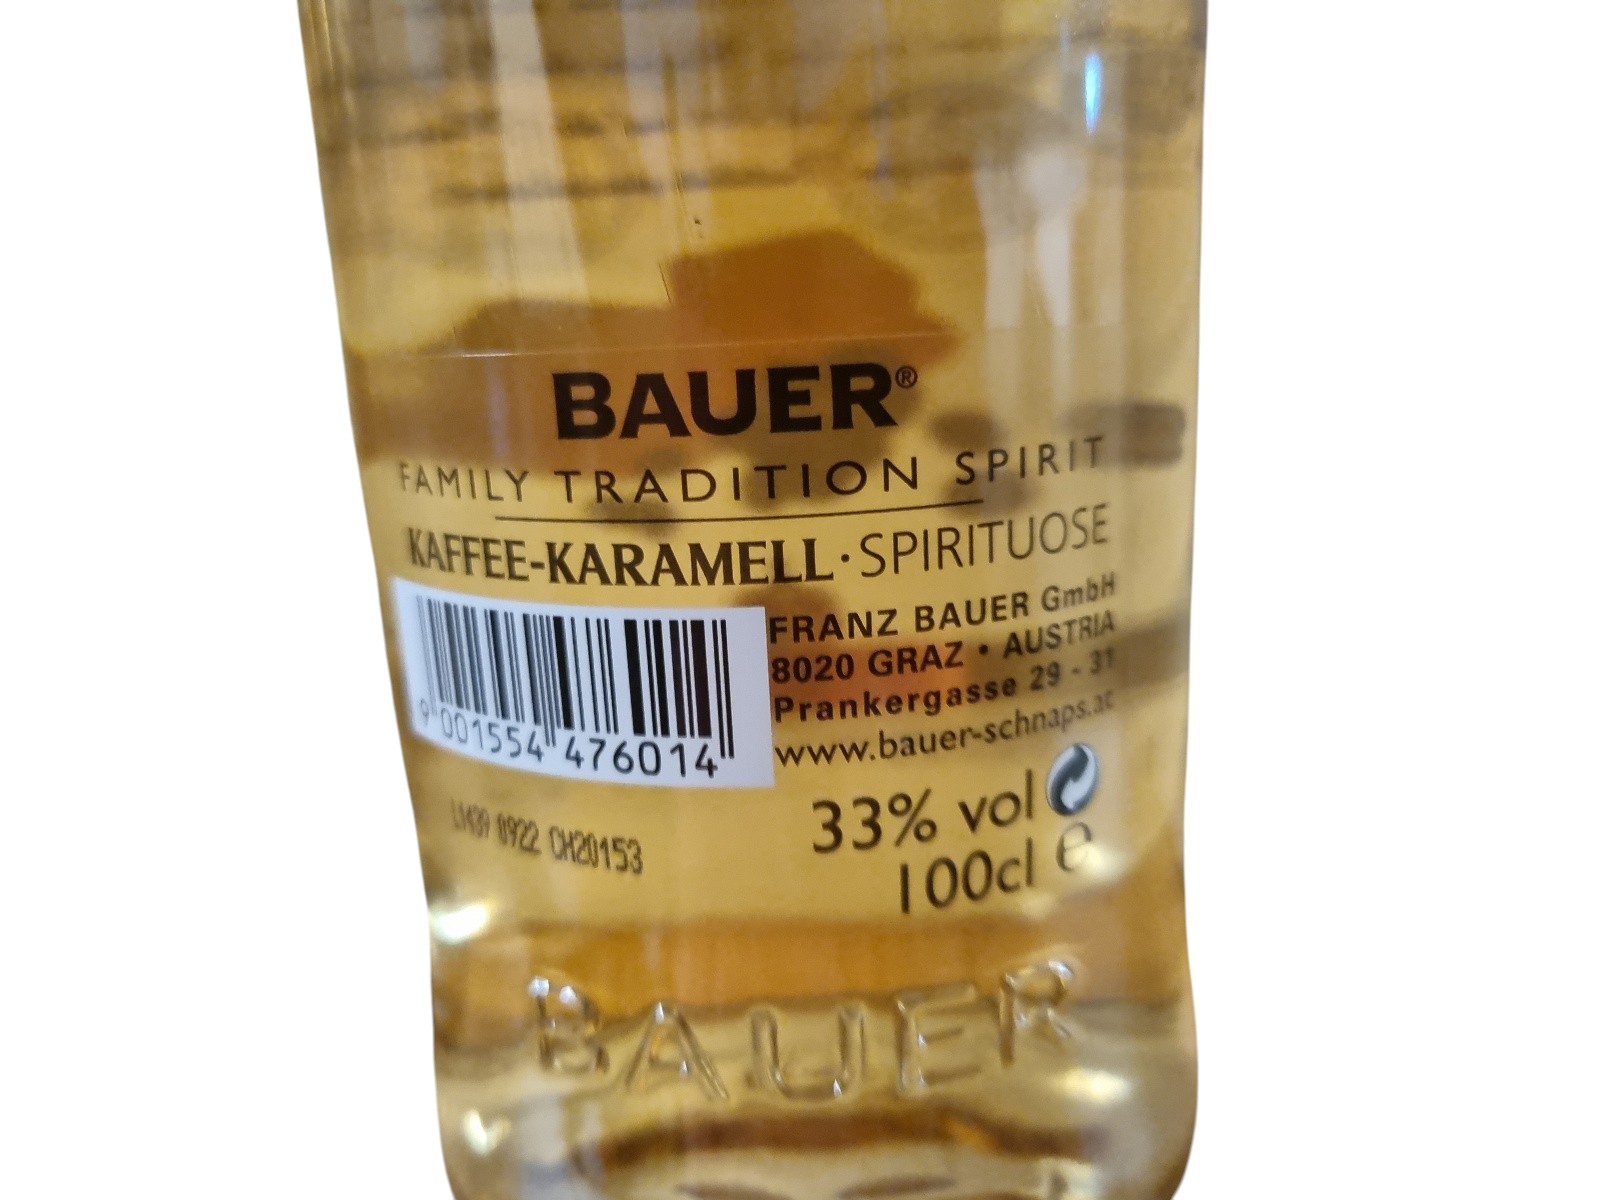 BAUER®
FAMILY TRADITION SPIRIT
KAFFEE-KARAMELL·SPIRITUOSE
FRANZ BAUER GmbH
8020 GRAZ • AUSTRIA
Prankergasse 29 - 31
www.bauer-schnaps.at
9 001554 476014
33% vol
100cl e
0922 CH20153
BAUER